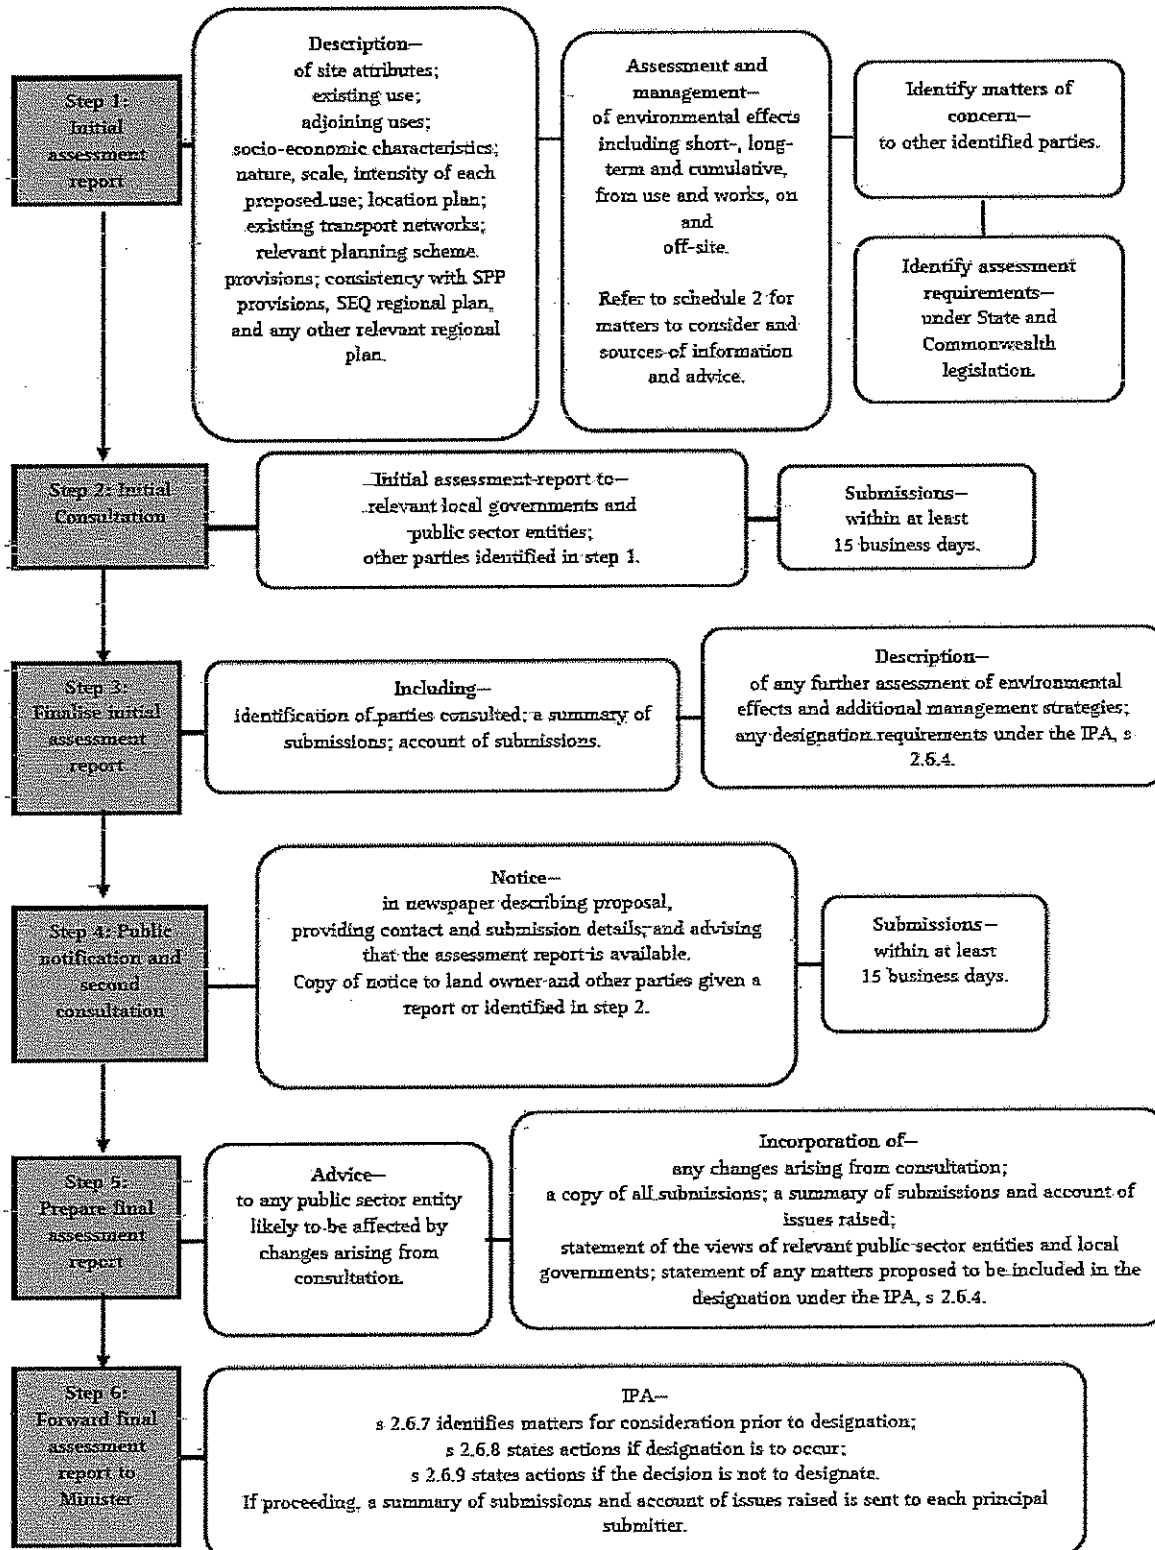 Step 1:
Initial
assessment
report
Description—
of site attributes;
existing use;
adjoining uses;
socio-economic characteristics;
nature, scale, intensity of each
proposed use; location plan;
existing transport networks;
relevant planning scheme
provisions; consistency with SPP
provisions, SEQ regional plan,
and any other relevant regional
plan.
Assessment and
management—
of environmental effects
including short-, long-
term and cumulative,
from use and works, on
and
off-site.
Refer to schedule 2 for
matters to consider and
sources of information
and advice.
Identify matters of
concern—
to other identified parties.
Identify assessment
requirements—
under State and
Commonwealth
legislation.
Step 2: Initial
Consultation
Initial assessment report to—
relevant local governments and
public sector entities;
other parties identified in step 1.
Submissions—
within at least
15 business days.
Step 3:
Finalise initial
assessment
report
Including—
identification of parties consulted; a summary of
submissions; account of submissions.
Description—
of any further assessment of environmental
effects and additional management strategies;
any designation requirements under the IPA, s
2.6.4.
Step 4: Public
notification and
second
consultation
Notice—
in newspaper describing proposal,
providing contact and submission details, and advising
that the assessment report is available.
Copy of notice to land owner and other parties given a
report or identified in step 2.
Submissions—
within at least
15 business days.
Step 5:
Prepare final
assessment
report
Advice—
to any public sector entity
likely to be affected by
changes arising from
consultation.
Incorporation of—
any changes arising from consultation;
a copy of all submissions; a summary of submissions and account of
issues raised;
statement of the views of relevant public sector entities and local
governments; statement of any matters proposed to be included in the
designation under the IPA, s 2.6.4.
Step 6:
Forward final
assessment
report to
Minister
IPA—
s 2.6.7 identifies matters for consideration prior to designation;
s 2.6.8 states actions if designation is to occur;
s 2.6.9 states actions if the decision is not to designate.
If proceeding, a summary of submissions and account of issues raised is sent to each principal
submitter.